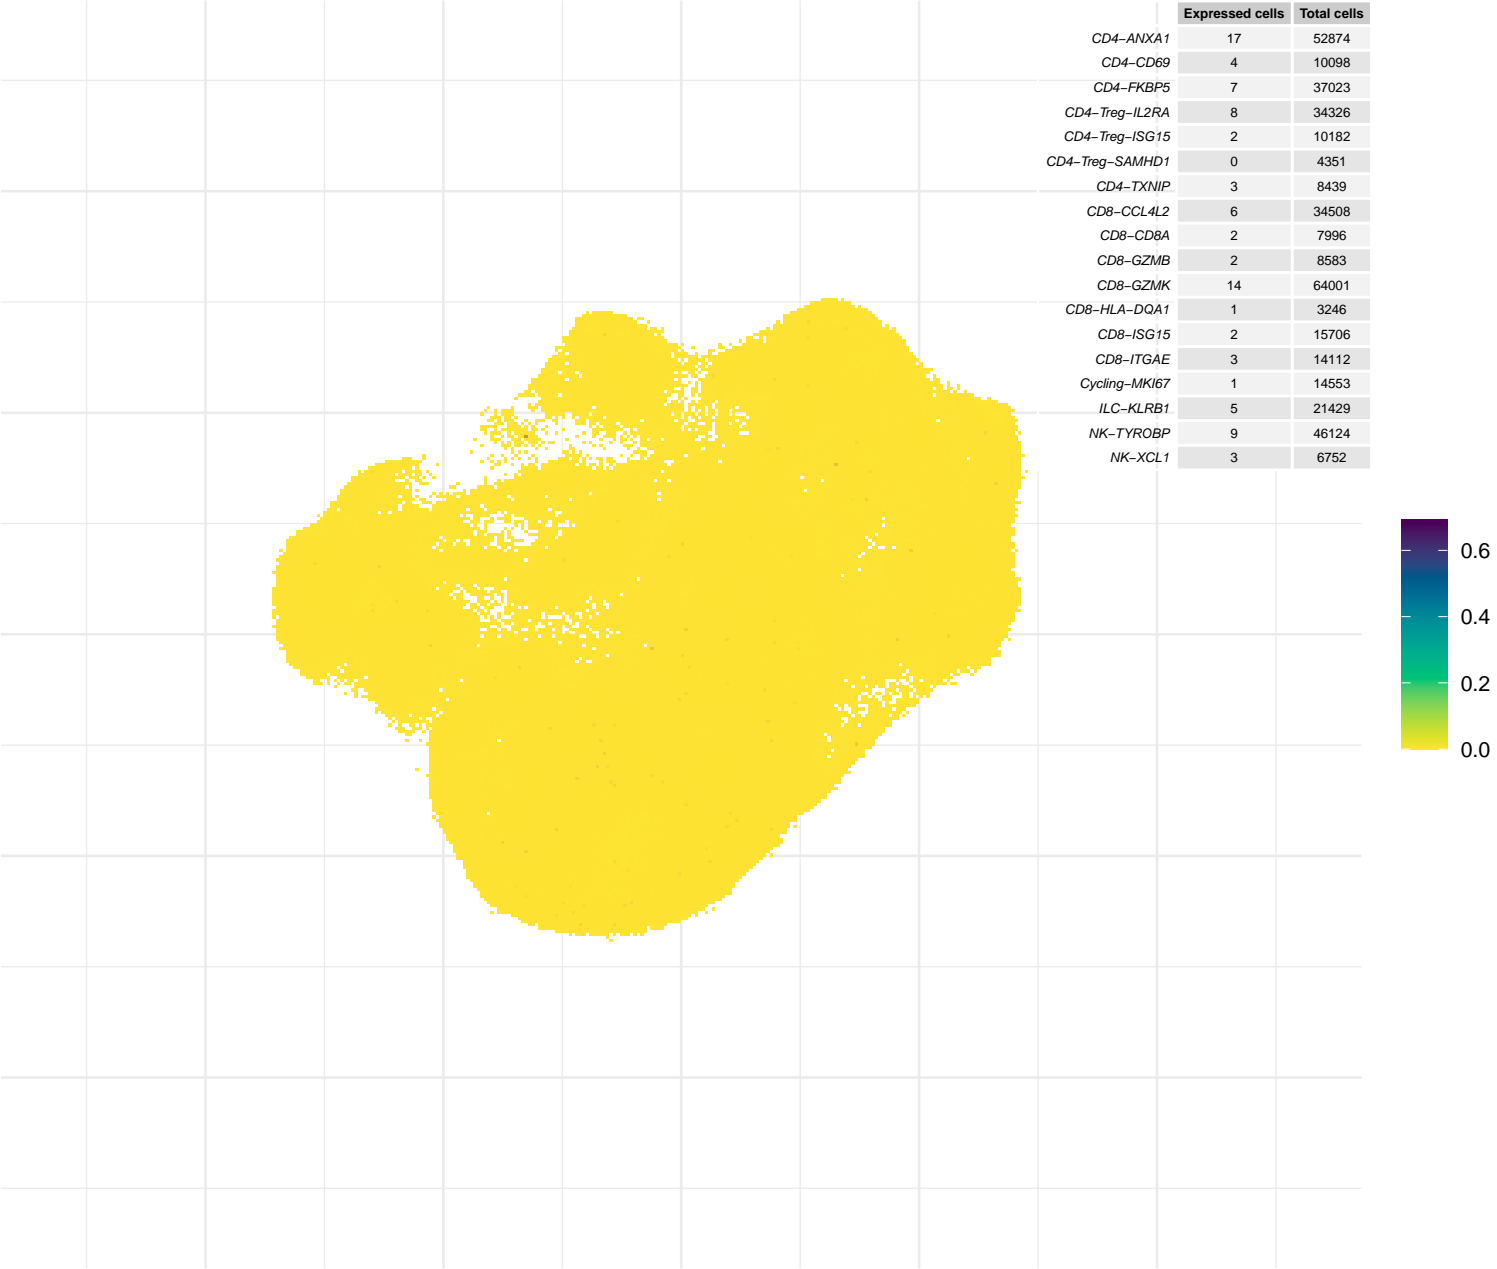 Expressed cells Total cells
CD4−ANXA1 17 52874
CD4−CD69 4 10098
CD4−FKBP5 7 37023
CD4−Treg−IL2RA 8 34326
CD4−Treg−ISG15 2 10182
CD4−Treg−SAMHD1 0 4351
CD4−TXNIP 3 8439
CD8−CCL4L2 6 34508
CD8−CD8A 2 7996
CD8−GZMB 2 8583
CD8−GZMK 14 64001
CD8−HLA−DQA1 1 3246
CD8−ISG15 2 15706
CD8−ITGAE 3 14112
Cycling−MKI67 1 14553
ILC−KLRB1 5 21429
NK−TYROBP 9 46124
NK−XCL1 3 6752
0.6
0.4
0.2
0.0